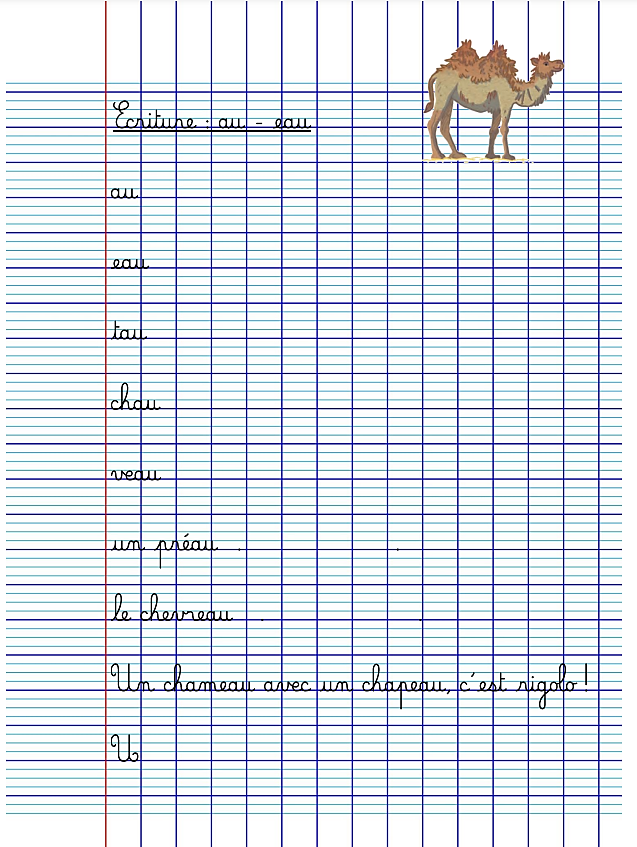 Ecriture : au - eau
au
eau
tau
chau
veau
un préau . .
le chevreau . .
Un chameau avec un chapeau, c'est rigolo !
U